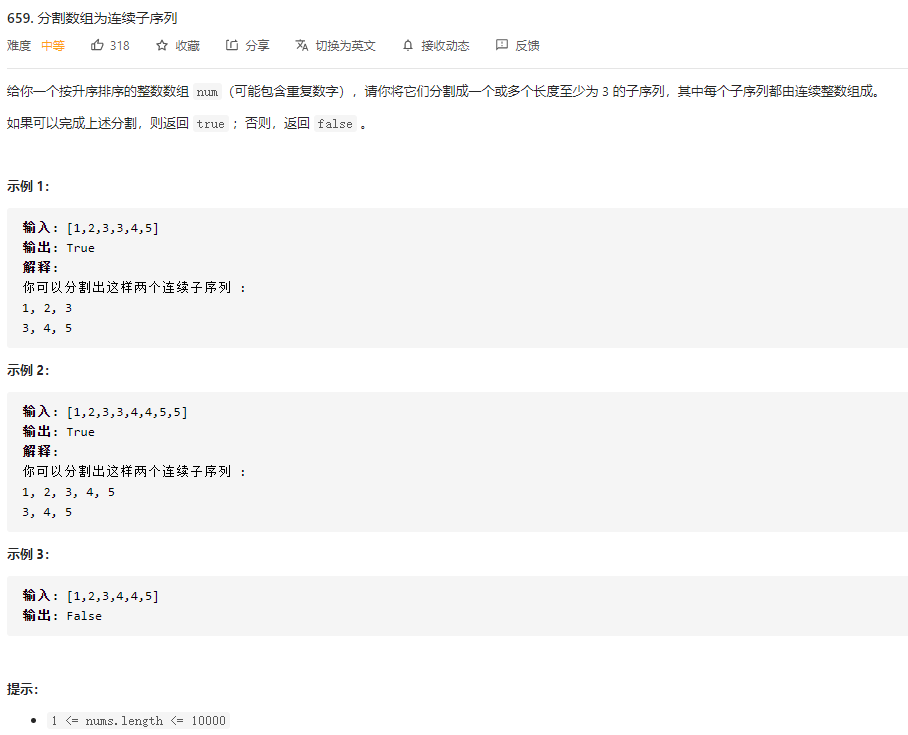 659. 分割数组为连续子序列
难度 中等 318 收藏 分享 切换为英文 接收动态 反馈
给你一个按升序排序的整数数组 num （可能包含重复数字），请你将它们分割成一个或多个长度至少为 3 的子序列，其中每个子序列都由连续整数组成。
如果可以完成上述分割，则返回 true ；否则，返回 false 。
示例 1：
输入: [1,2,3,3,4,5]
输出: True
解释:
你可以分割出这样两个连续子序列 :
1, 2, 3
3, 4, 5
示例 2：
输入: [1,2,3,3,4,4,5,5]
输出: True
解释:
你可以分割出这样两个连续子序列 :
1, 2, 3, 4, 5
3, 4, 5
示例 3：
输入: [1,2,3,4,4,5]
输出: False
提示：
• 1 <= nums.length <= 10000